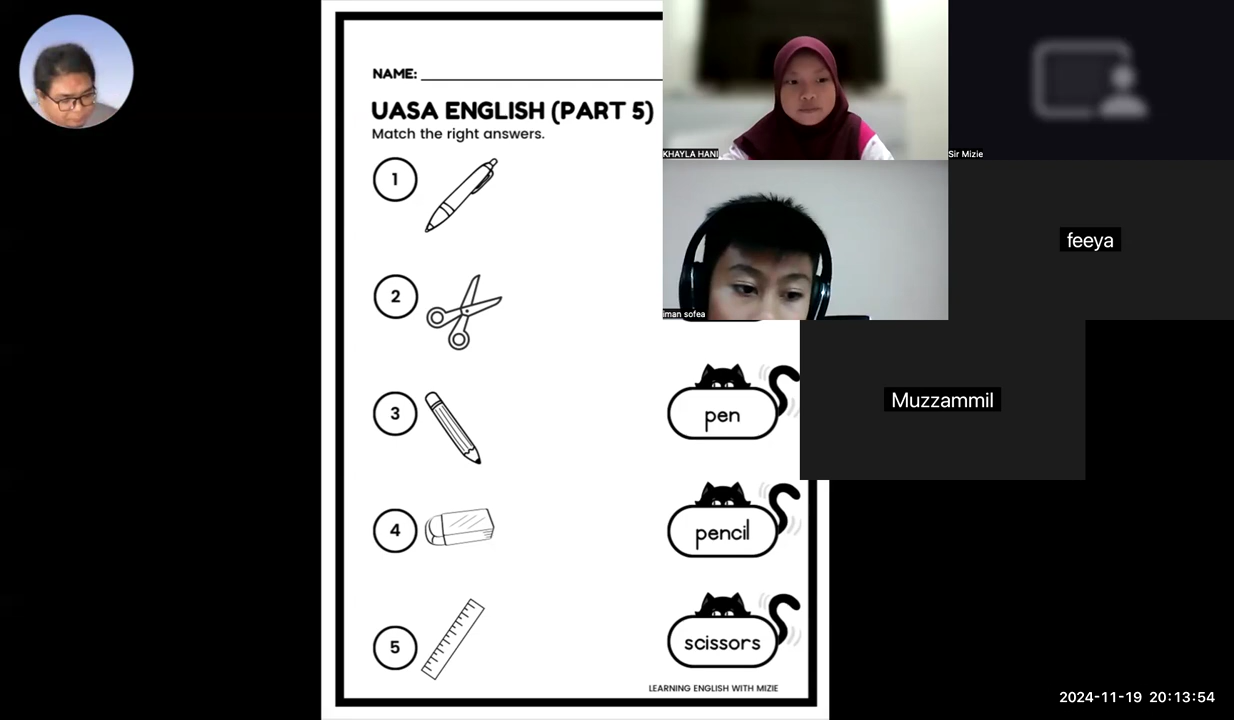 NAME:
UASA ENGLISH (PART 5)
Match the right answers.
1
2
3
4
5
pen
pencil
scissors
LEARNING ENGLISH WITH MIZIE
KHAYLA HANI
Sir Mizie
iman sofea
feeya
Muzzammil
2024-11-19 20:13:54